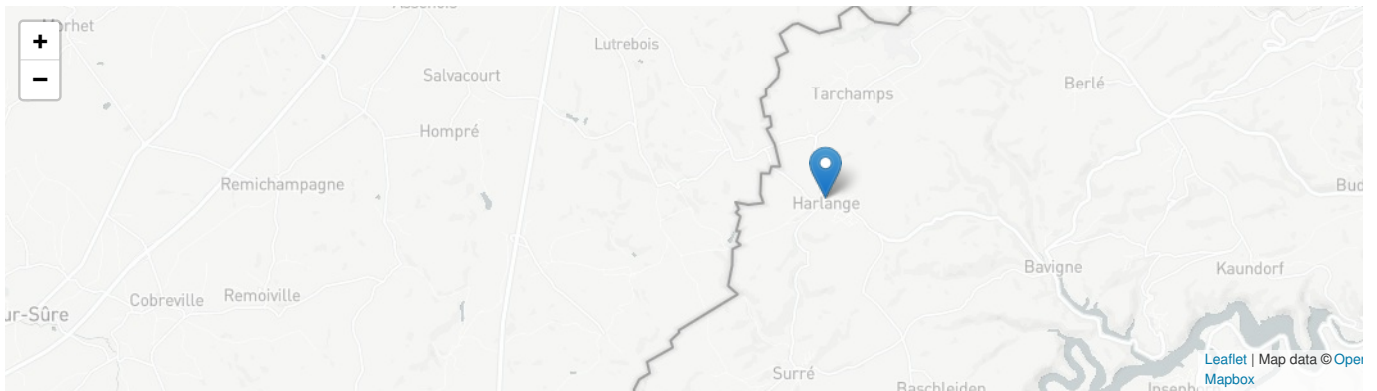 +
−
Lutrebois
Salvacourt
Berlé
Tarchamps
Hompré
Remichampagne
Harlange
Bavigne
Kaundorf
Cobreville
Remoiville
ur-Sûre
Surré
Leaflet | Map data © Oper
Mapbox